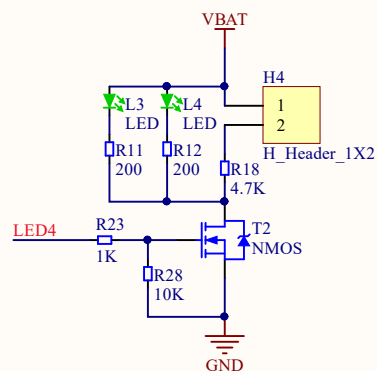 VBAT
H4
1
2
H_Header_1X2
L3
LED
L4
LED
R11
200
R12
200
R18
4.7K
LED4
R23
1K
T2
NMOS
R28
10K
GND